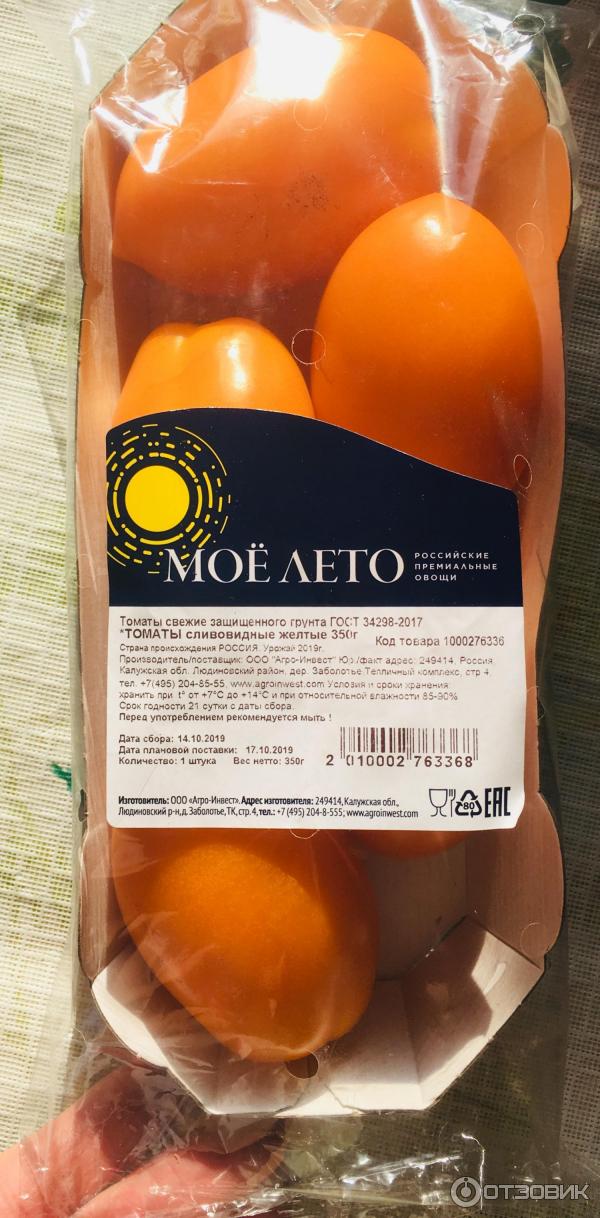 МОЁ ЛЕТО
РОССИЙСКИЕ
ПРЕМИАЛЬНЫЕ
ОВОЩИ
Томаты свежие защищенного грунта ГОСТ 34298-2017
*ТОМАТЫ сливовидные желтые 350г Код товара 1000276336
Страна происхождения РОССИЯ. Урожай 2019г.
Производитель/поставщик: ООО "Агро-Инвест" Юр./факт адрес: 249414, Россия
Калужская обл. Людиновский район, дер. Заболотье.Тепличный комплекс, стр 4,
тел. +7(495) 204-85-55, www.agroinwest.com Условия и сроки хранения:
хранить при t° от +7°С до +14°С и при относительной влажности 85-90%
Срок годности 21 сутки с даты сбора.
Перед употреблением рекомендуется мыть !
Дата сбора: 14.10.2019
Дата плановой поставки: 17.10.2019
Количество: 1 штука Вес нетто: 350г
2 010002 763368
Изготовитель: ООО «Агро-Инвест». Адрес изготовителя: 249414, Калужская обл.,
Людиновский р-н, д. Заболотье, ТК, стр. 4, тел.: +7 (495) 204-8-555; www.agroinwest.com
80
EAC
ОТЗОВИК